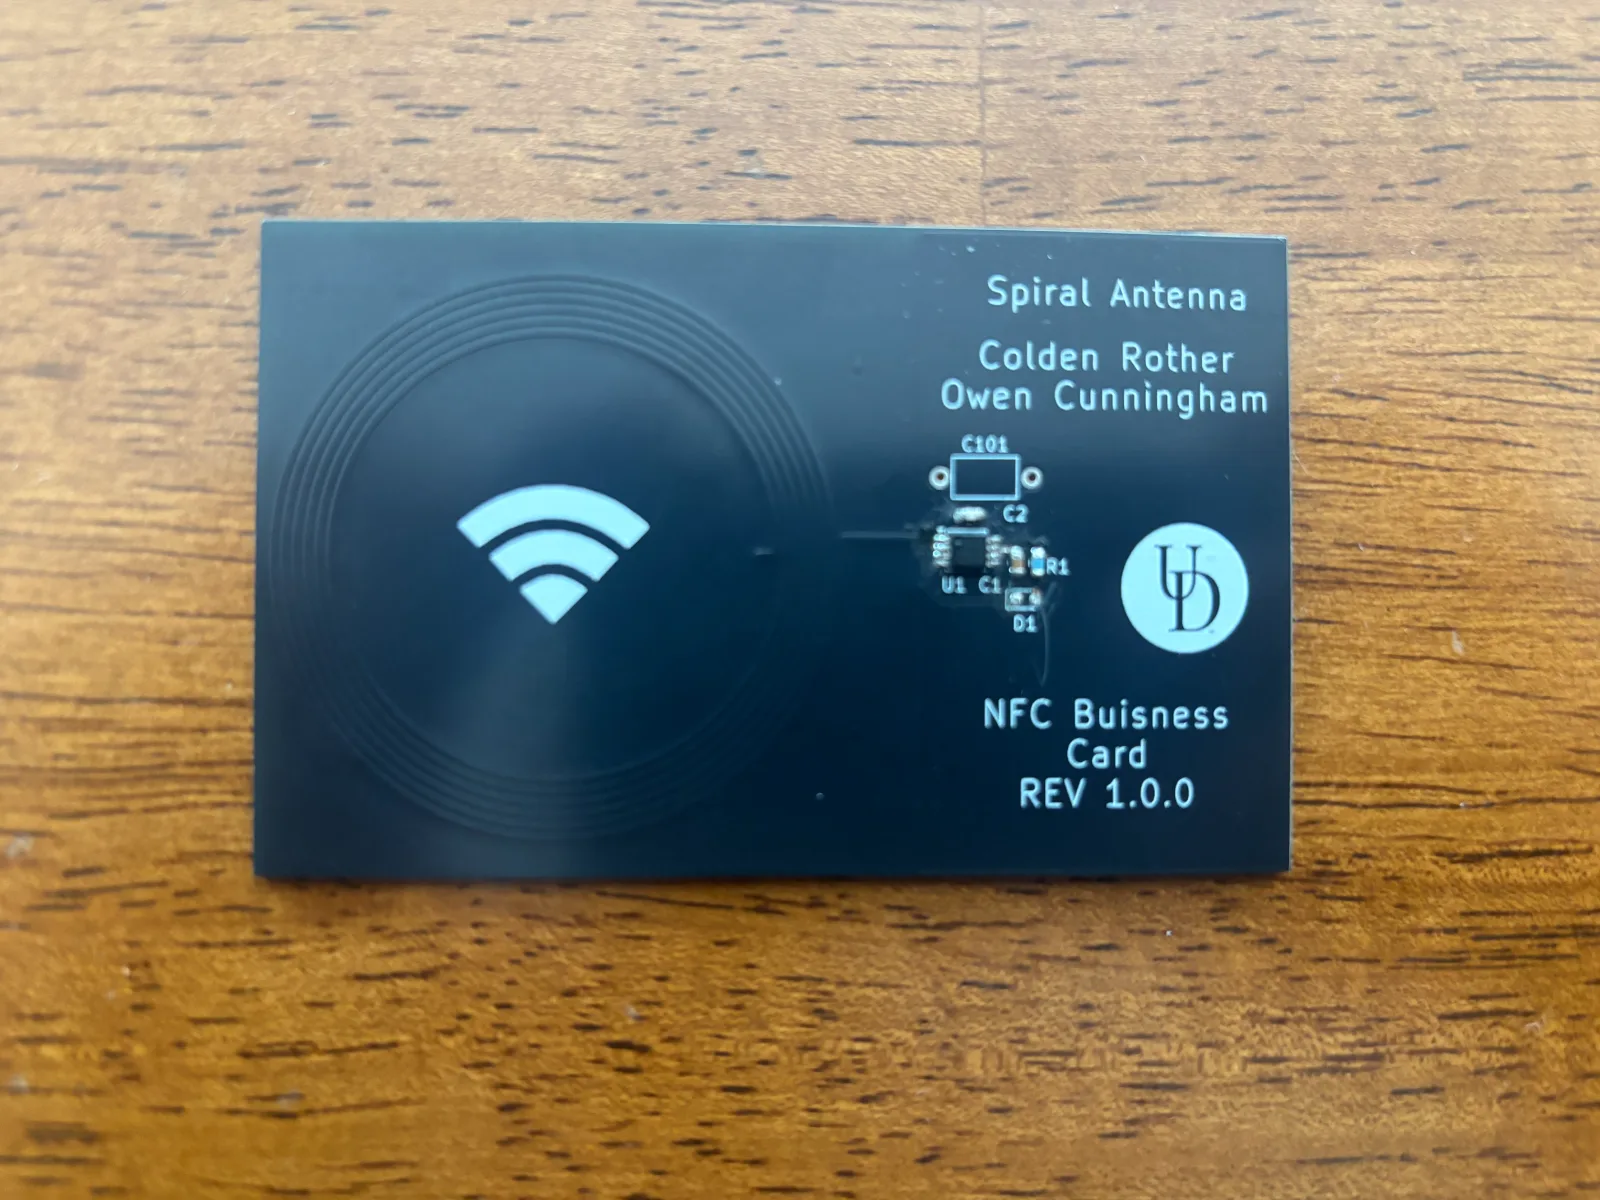 Spiral Antenna
Colden Rother
Owen Cunningham
C101
C2
R1
U1 C1
D1
UD
NFC Buisness
Card
REV 1.0.0